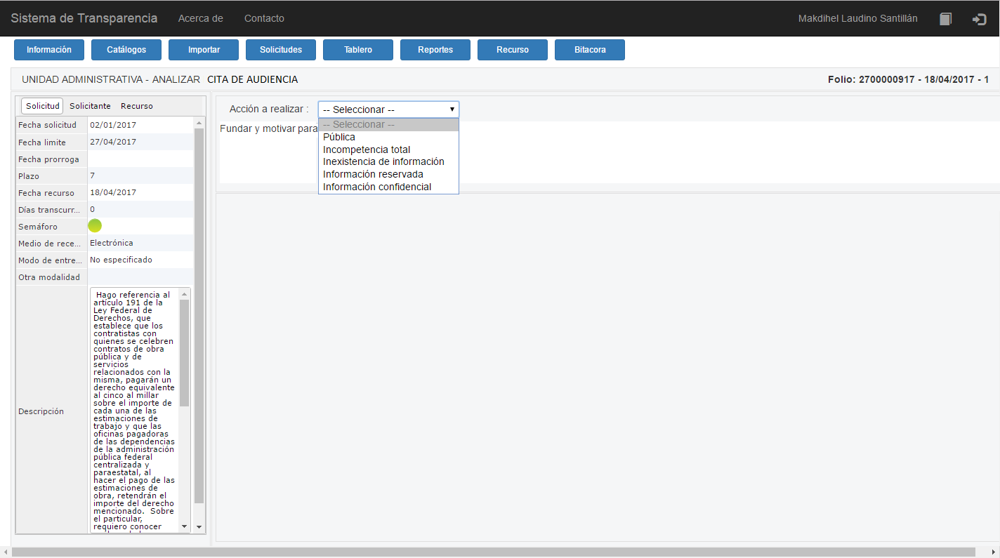 Sistema de Transparencia Acerca de Contacto Makdihel Laudino Santillán
Información Catálogos Importar Solicitudes Tablero Reportes Recurso Bitacora
UNIDAD ADMINISTRATIVA - ANALIZAR CITA DE AUDIENCIA Folio: 2700000917 - 18/04/2017 - 1
Solicitud Solicitante Recurso
Fecha solicitud 02/01/2017
Fecha limite 27/04/2017
Fecha prorroga
Plazo 7
Fecha recurso 18/04/2017
Días transcurr... 0
Semáforo
Medio de rece... Electrónica
Modo de entre... No especificado
Otra modalidad
Descripción
Hago referencia al
artículo 191 de la
Ley Federal de
Derechos, que
establece que los
contratistas con
quienes se celebren
contratos de obra
pública y de
servicios
relacionados con la
misma, pagarán un
derecho equivalente
al cinco al millar
sobre el importe de
cada una de las
estimaciones de
trabajo y que las
oficinas pagadoras
de las dependencias
de la administración
pública federal
centralizada y
paraestatal, al
hacer el pago de las
estimaciones de
obra, retendrán el
importe del derecho
mencionado. Sobre
el particular,
requiero conocer
Acción a realizar : -- Seleccionar --
Fundar y motivar para
-- Seleccionar --
Pública
Incompetencia total
Inexistencia de información
Información reservada
Información confidencial